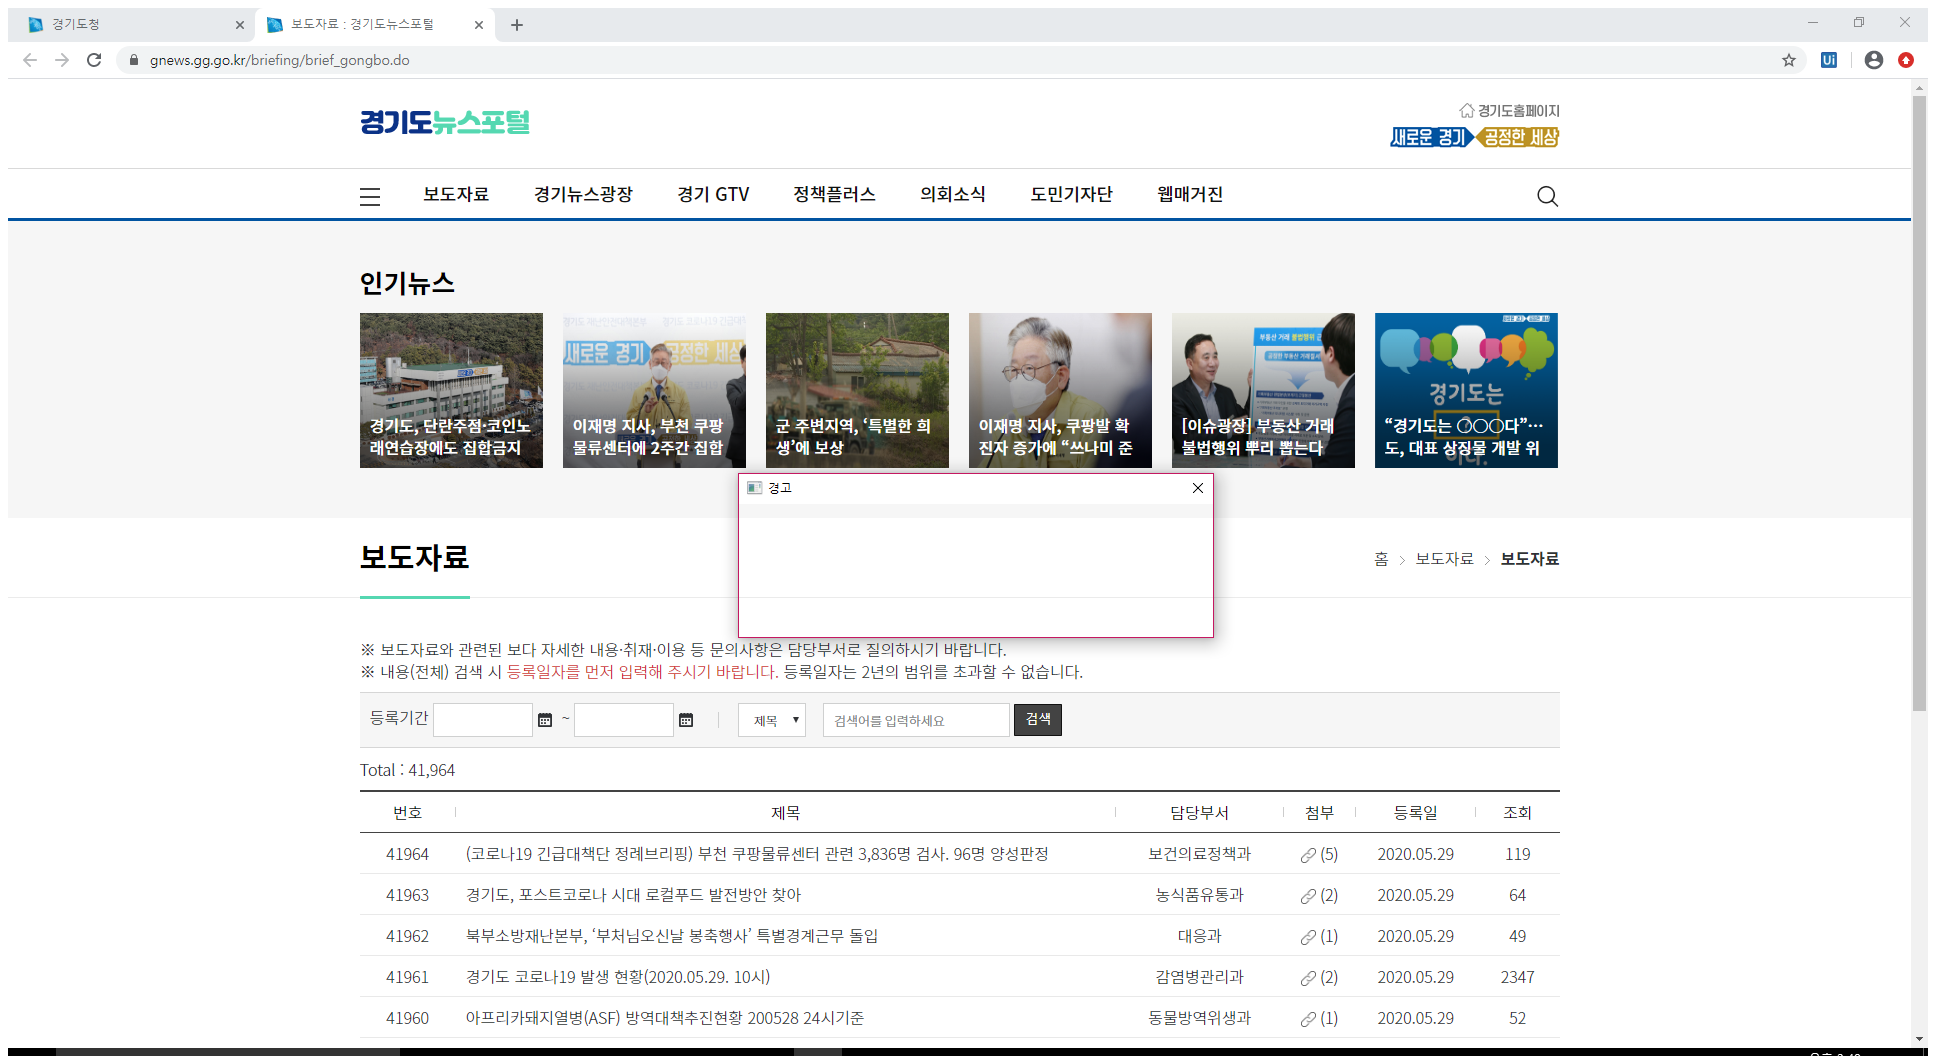 경기도청
보도자료 : 경기도뉴스포털
gnews.gg.go.kr/briefing/brief_gongbo.do
Ui
경기도뉴스포털
경기도홈페이지
새로운 경기 공정한 세상
보도자료 경기뉴스광장 경기 GTV 정책플러스 의회소식 도민기자단 웹매거진
인기뉴스
경기도, 단란주점·코인노
래연습장에도 집합금지
새로운 경기 공정한 세상
이재명 지사, 부천 쿠팡
물류센터에 2주간 집합
군 주변지역, ‘특별한 희
생’에 보상
이재명 지사, 쿠팡발 확
진자 증가에 “쓰나미 준
[이슈광장] 부동산 거래
불법행위 뿌리 뽑는다
경기도는
“경기도는 ○○○다”…
도, 대표 상징물 개발 위
경고
보도자료
홈 > 보도자료 > 보도자료
※ 보도자료와 관련된 보다 자세한 내용·취재·이용 등 문의사항은 담당부서로 질의하시기 바랍니다.
※ 내용(전체) 검색 시 등록일자를 먼저 입력해 주시기 바랍니다. 등록일자는 2년의 범위를 초과할 수 없습니다.
등록기간 ~ 제목 검색어를 입력하세요 검색
Total : 41,964
번호 제목 담당부서 첨부 등록일 조회
41964 (코로나19 긴급대책단 정례브리핑) 부천 쿠팡물류센터 관련 3,836명 검사. 96명 양성판정 보건의료정책과 (5) 2020.05.29 119
41963 경기도, 포스트코로나 시대 로컬푸드 발전방안 찾아 농식품유통과 (2) 2020.05.29 64
41962 북부소방재난본부, ‘부처님오신날 봉축행사’ 특별경계근무 돌입 대응과 (1) 2020.05.29 49
41961 경기도 코로나19 발생 현황(2020.05.29. 10시) 감염병관리과 (2) 2020.05.29 2347
41960 아프리카돼지열병(ASF) 방역대책추진현황 200528 24시기준 동물방역위생과 (1) 2020.05.29 52